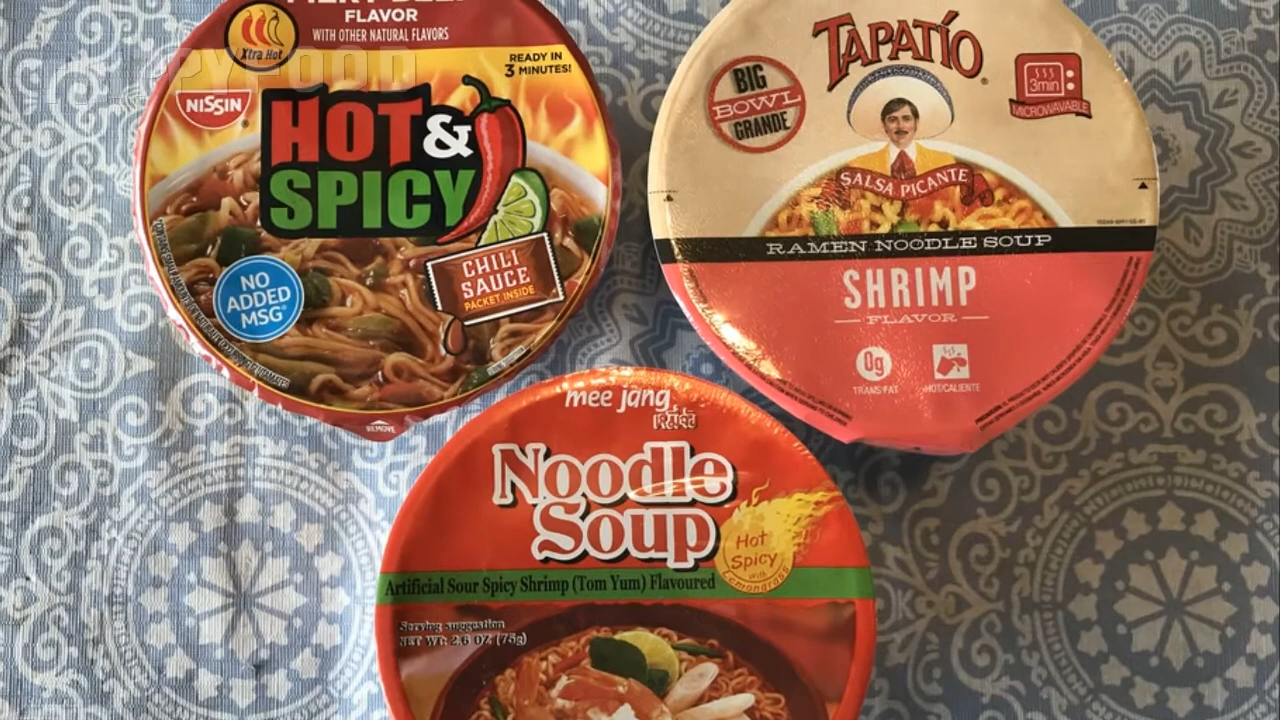 FLAVOR
WITH OTHER NATURAL FLAVORS
Xtra Hot
READY IN
3 MINUTES!
NISSIN
HOT &
SPICY
NO
ADDED
MSG
CHILI
SAUCE
PACKET INSIDE
REMOVE
TAPATÍO
BIG
BOWL
GRANDE
3min
MICROWAVABLE
SALSA PICANTE
RAMEN NOODLE SOUP
SHRIMP
FLAVOR
0g
TRANS FAT
HOT/CALIENTE
mee jang
Noodle
Soup
Hot
Spicy
With
Lemongrass
Artificial Sour Spicy Shrimp (Tom Yum) Flavoured
Serving suggestion
NET WT: 2.6 OZ (75g)